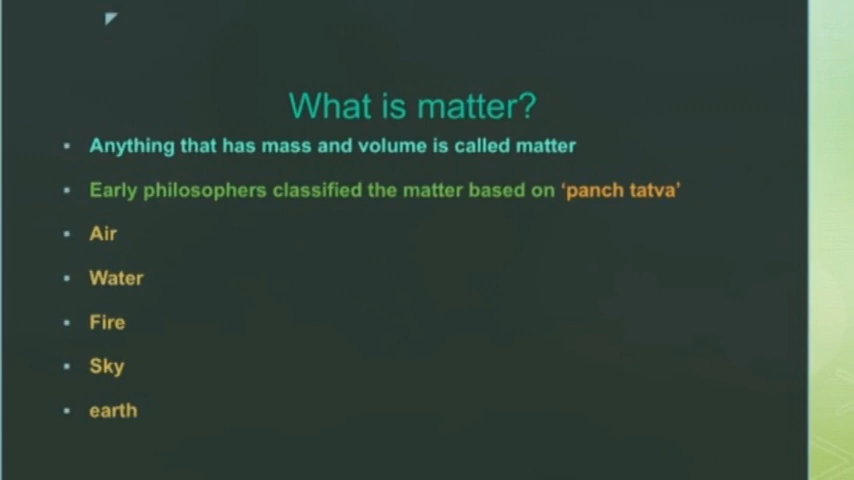 What is matter?
Anything that has mass and volume is called matter
Early philosophers classified the matter based on ‘panch tatva’
Air
Water
Fire
Sky
earth